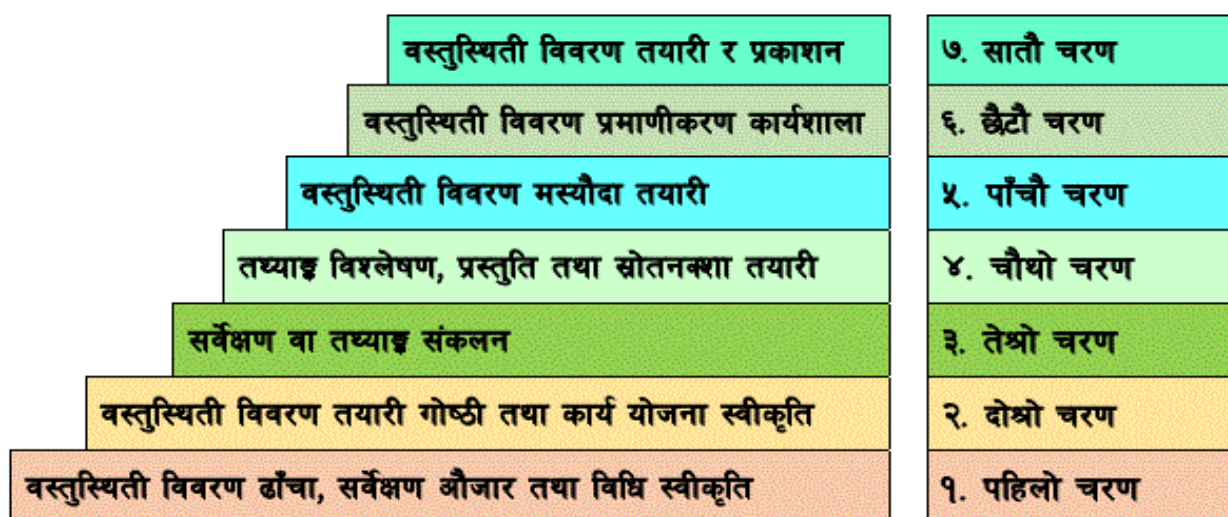 वस्तुस्थिती विवरण तयारी र प्रकाशन ७. सातौ चरण
वस्तुस्थिती विवरण प्रमाणीकरण कार्यशाला ६. छैटौ चरण
वस्तुस्थिती विवरण मस्यौदा तयारी ५. पाँचौ चरण
तथ्याङ्क विश्लेषण, प्रस्तुति तथा स्रोतनक्शा तयारी ४. चौथो चरण
सर्वेक्षण वा तथ्याङ्क संकलन ३. तेश्रो चरण
वस्तुस्थिती विवरण तयारी गोष्ठी तथा कार्य योजना स्वीकृति २. दोश्रो चरण
वस्तुस्थिती विवरण ढाँचा, सर्वेक्षण औजार तथा विधि स्वीकृति १. पहिलो चरण